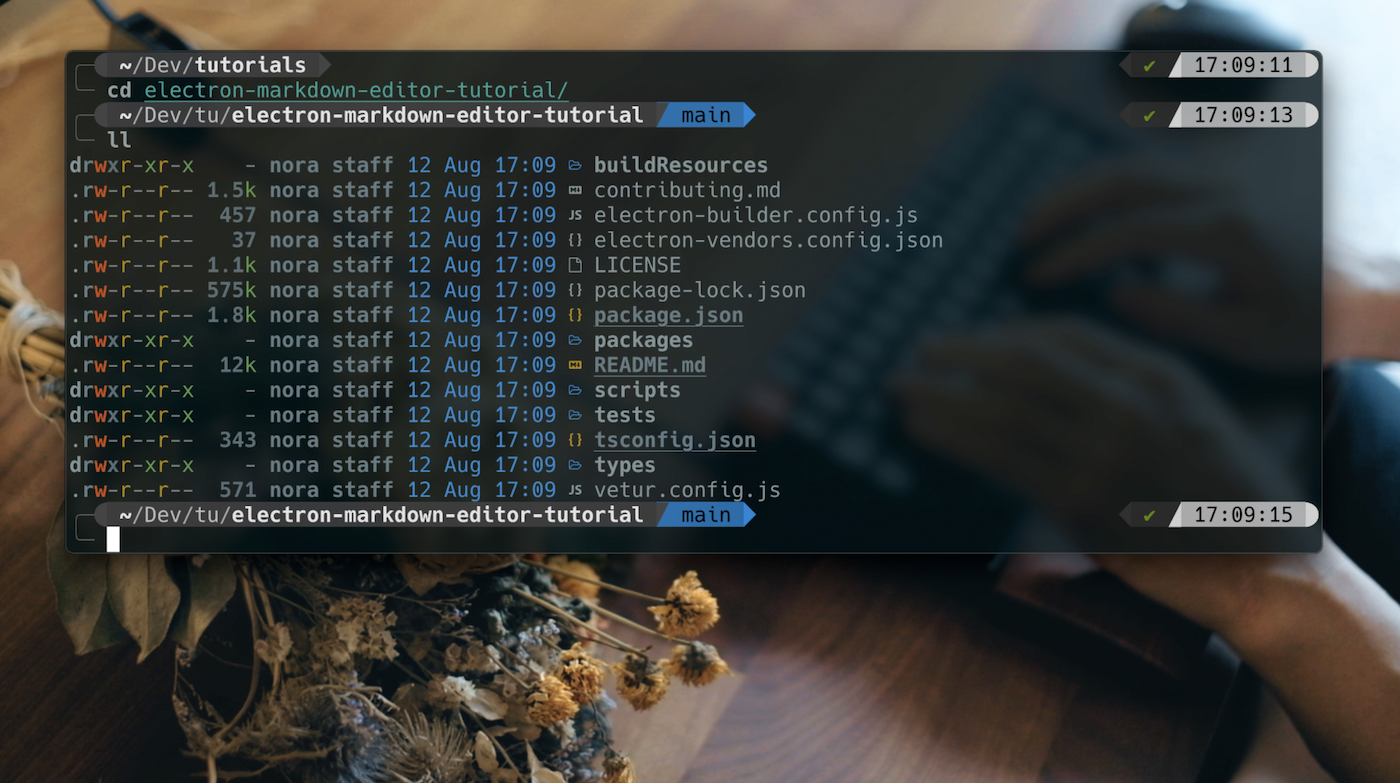 ~/Dev/tutorials ✔ 17:09:11
cd electron-markdown-editor-tutorial/
~/Dev/tu/electron-markdown-editor-tutorial main ✔ 17:09:13
ll
drwxr-xr-x - nora staff 12 Aug 17:09 buildResources
.rw-r--r-- 1.5k nora staff 12 Aug 17:09 contributing.md
.rw-r--r-- 457 nora staff 12 Aug 17:09 JS electron-builder.config.js
.rw-r--r-- 37 nora staff 12 Aug 17:09 {} electron-vendors.config.json
.rw-r--r-- 1.1k nora staff 12 Aug 17:09 LICENSE
.rw-r--r-- 575k nora staff 12 Aug 17:09 {} package-lock.json
.rw-r--r-- 1.8k nora staff 12 Aug 17:09 {} package.json
drwxr-xr-x - nora staff 12 Aug 17:09 packages
.rw-r--r-- 12k nora staff 12 Aug 17:09 README.md
drwxr-xr-x - nora staff 12 Aug 17:09 scripts
drwxr-xr-x - nora staff 12 Aug 17:09 tests
.rw-r--r-- 343 nora staff 12 Aug 17:09 {} tsconfig.json
drwxr-xr-x - nora staff 12 Aug 17:09 types
.rw-r--r-- 571 nora staff 12 Aug 17:09 JS vetur.config.js
~/Dev/tu/electron-markdown-editor-tutorial main ✔ 17:09:15